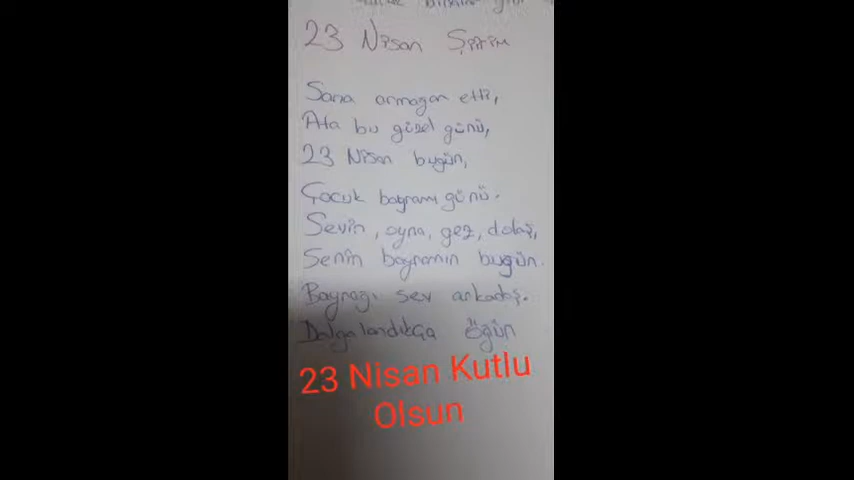 23 Nisan Şiirim
Sana armağan etti,
Ata bu güzel günü,
23 Nisan bugün,
Çocuk bayramı günü.
Sevin, oyna, gez, dolaş,
Senin bayramın bugün.
Bayrağı sev arkadaş.
Dalgalandıkça öğün
23 Nisan Kutlu
Olsun